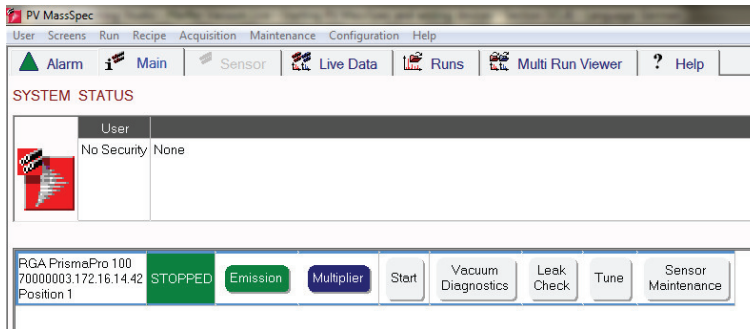 PV MassSpec
User Screens Run Recipe Acquisition Maintenance Configuration Help
Alarm Main Sensor Live Data Runs Multi Run Viewer ? Help
SYSTEM STATUS
User
No Security None
RGA PrismaPro 100
70000003.172.16.14.42
Position 1
STOPPED
Emission
Multiplier
Start
Vacuum
Diagnostics
Leak
Check
Tune
Sensor
Maintenance